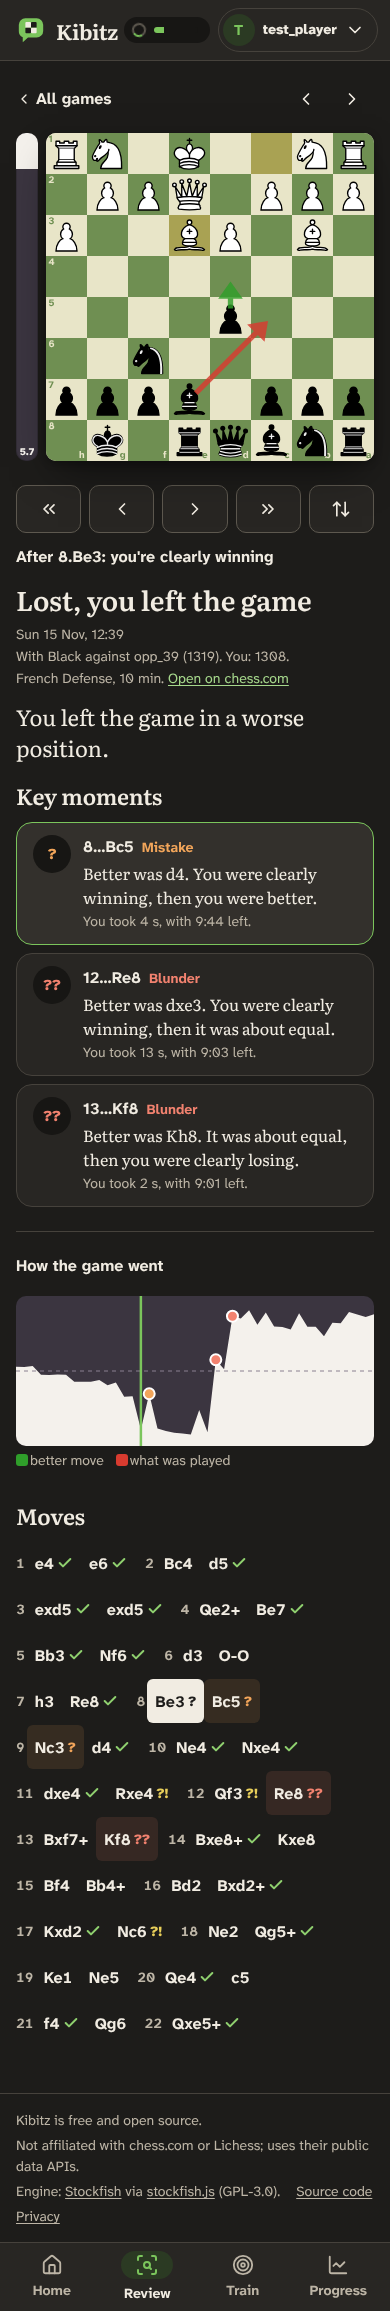 Kibitz
T test_player
All games
1
2
3
4
5
6
7
8
h g f e d c b a
5.7
After 8.Be3: you're clearly winning
Lost, you left the game
Sun 15 Nov, 12:39
With Black against opp_39 (1319). You: 1308.
French Defense, 10 min. Open on chess.com
You left the game in a worse
position.
Key moments
? 8...Bc5 Mistake
Better was d4. You were clearly
winning, then you were better.
You took 4 s, with 9:44 left.
?? 12...Re8 Blunder
Better was dxe3. You were clearly
winning, then it was about equal.
You took 13 s, with 9:03 left.
?? 13...Kf8 Blunder
Better was Kh8. It was about equal,
then you were clearly losing.
You took 2 s, with 9:01 left.
How the game went
better move what was played
Moves
1 e4 e6 2 Bc4 d5
3 exd5 exd5 4 Qe2+ Be7
5 Bb3 Nf6 6 d3 O-O
7 h3 Re8 8 Be3 ? Bc5 ?
9 Nc3 ? d4 10 Ne4 Nxe4
11 dxe4 Rxe4 ?! 12 Qf3 ?! Re8 ??
13 Bxf7+ Kf8 ?? 14 Bxe8+ Kxe8
15 Bf4 Bb4+ 16 Bd2 Bxd2+
17 Kxd2 Nc6 ?! 18 Ne2 Qg5+
19 Ke1 Ne5 20 Qe4 c5
21 f4 Qg6 22 Qxe5+
Kibitz is free and open source.
Not affiliated with chess.com or Lichess; uses their public
data APIs.
Engine: Stockfish via stockfish.js (GPL-3.0). Source code
Privacy
Home Review Train Progress